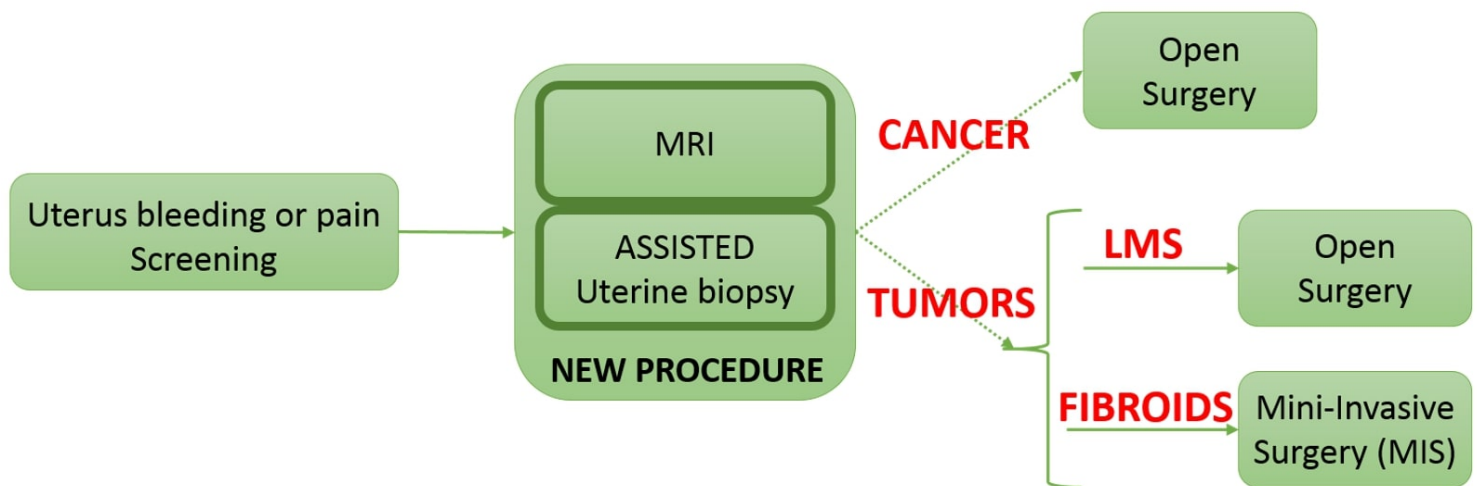 Uterus bleeding or pain
Screening
MRI
ASSISTED
Uterine biopsy
NEW PROCEDURE
CANCER
Open
Surgery
TUMORS
LMS
Open
Surgery
FIBROIDS
Mini-Invasive
Surgery (MIS)